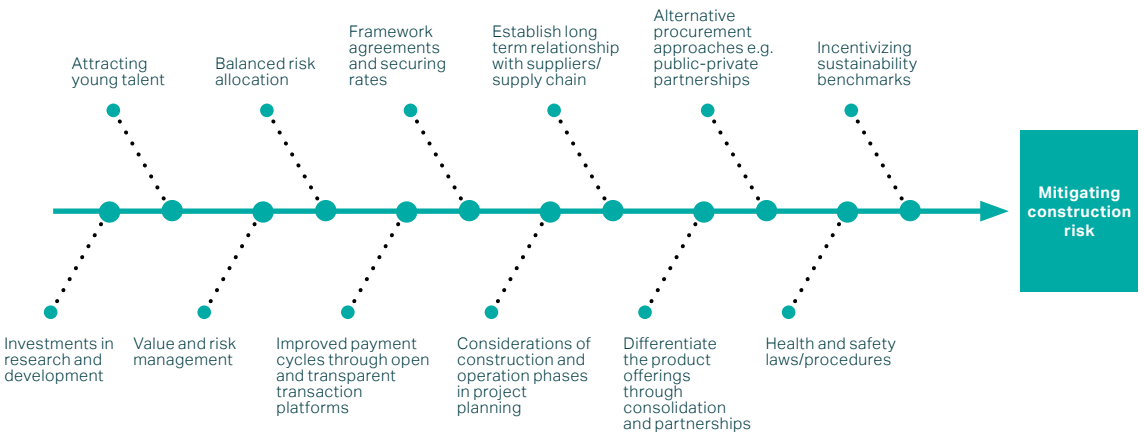 Attracting
young talent
Balanced risk
allocation
Framework
agreements
and securing
rates
Establish long
term relationship
with suppliers/
supply chain
Alternative
procurement
approaches e.g.
public-private
partnerships
Incentivizing
sustainability
benchmarks
Mitigating
construction
risk
Investments in
research and
development
Value and risk
management
Improved payment
cycles through open
and transparent
transaction
platforms
Considerations of
construction and
operation phases
in project
planning
Differentiate
the product
offerings
through
consolidation
and partnerships
Health and safety
laws/procedures